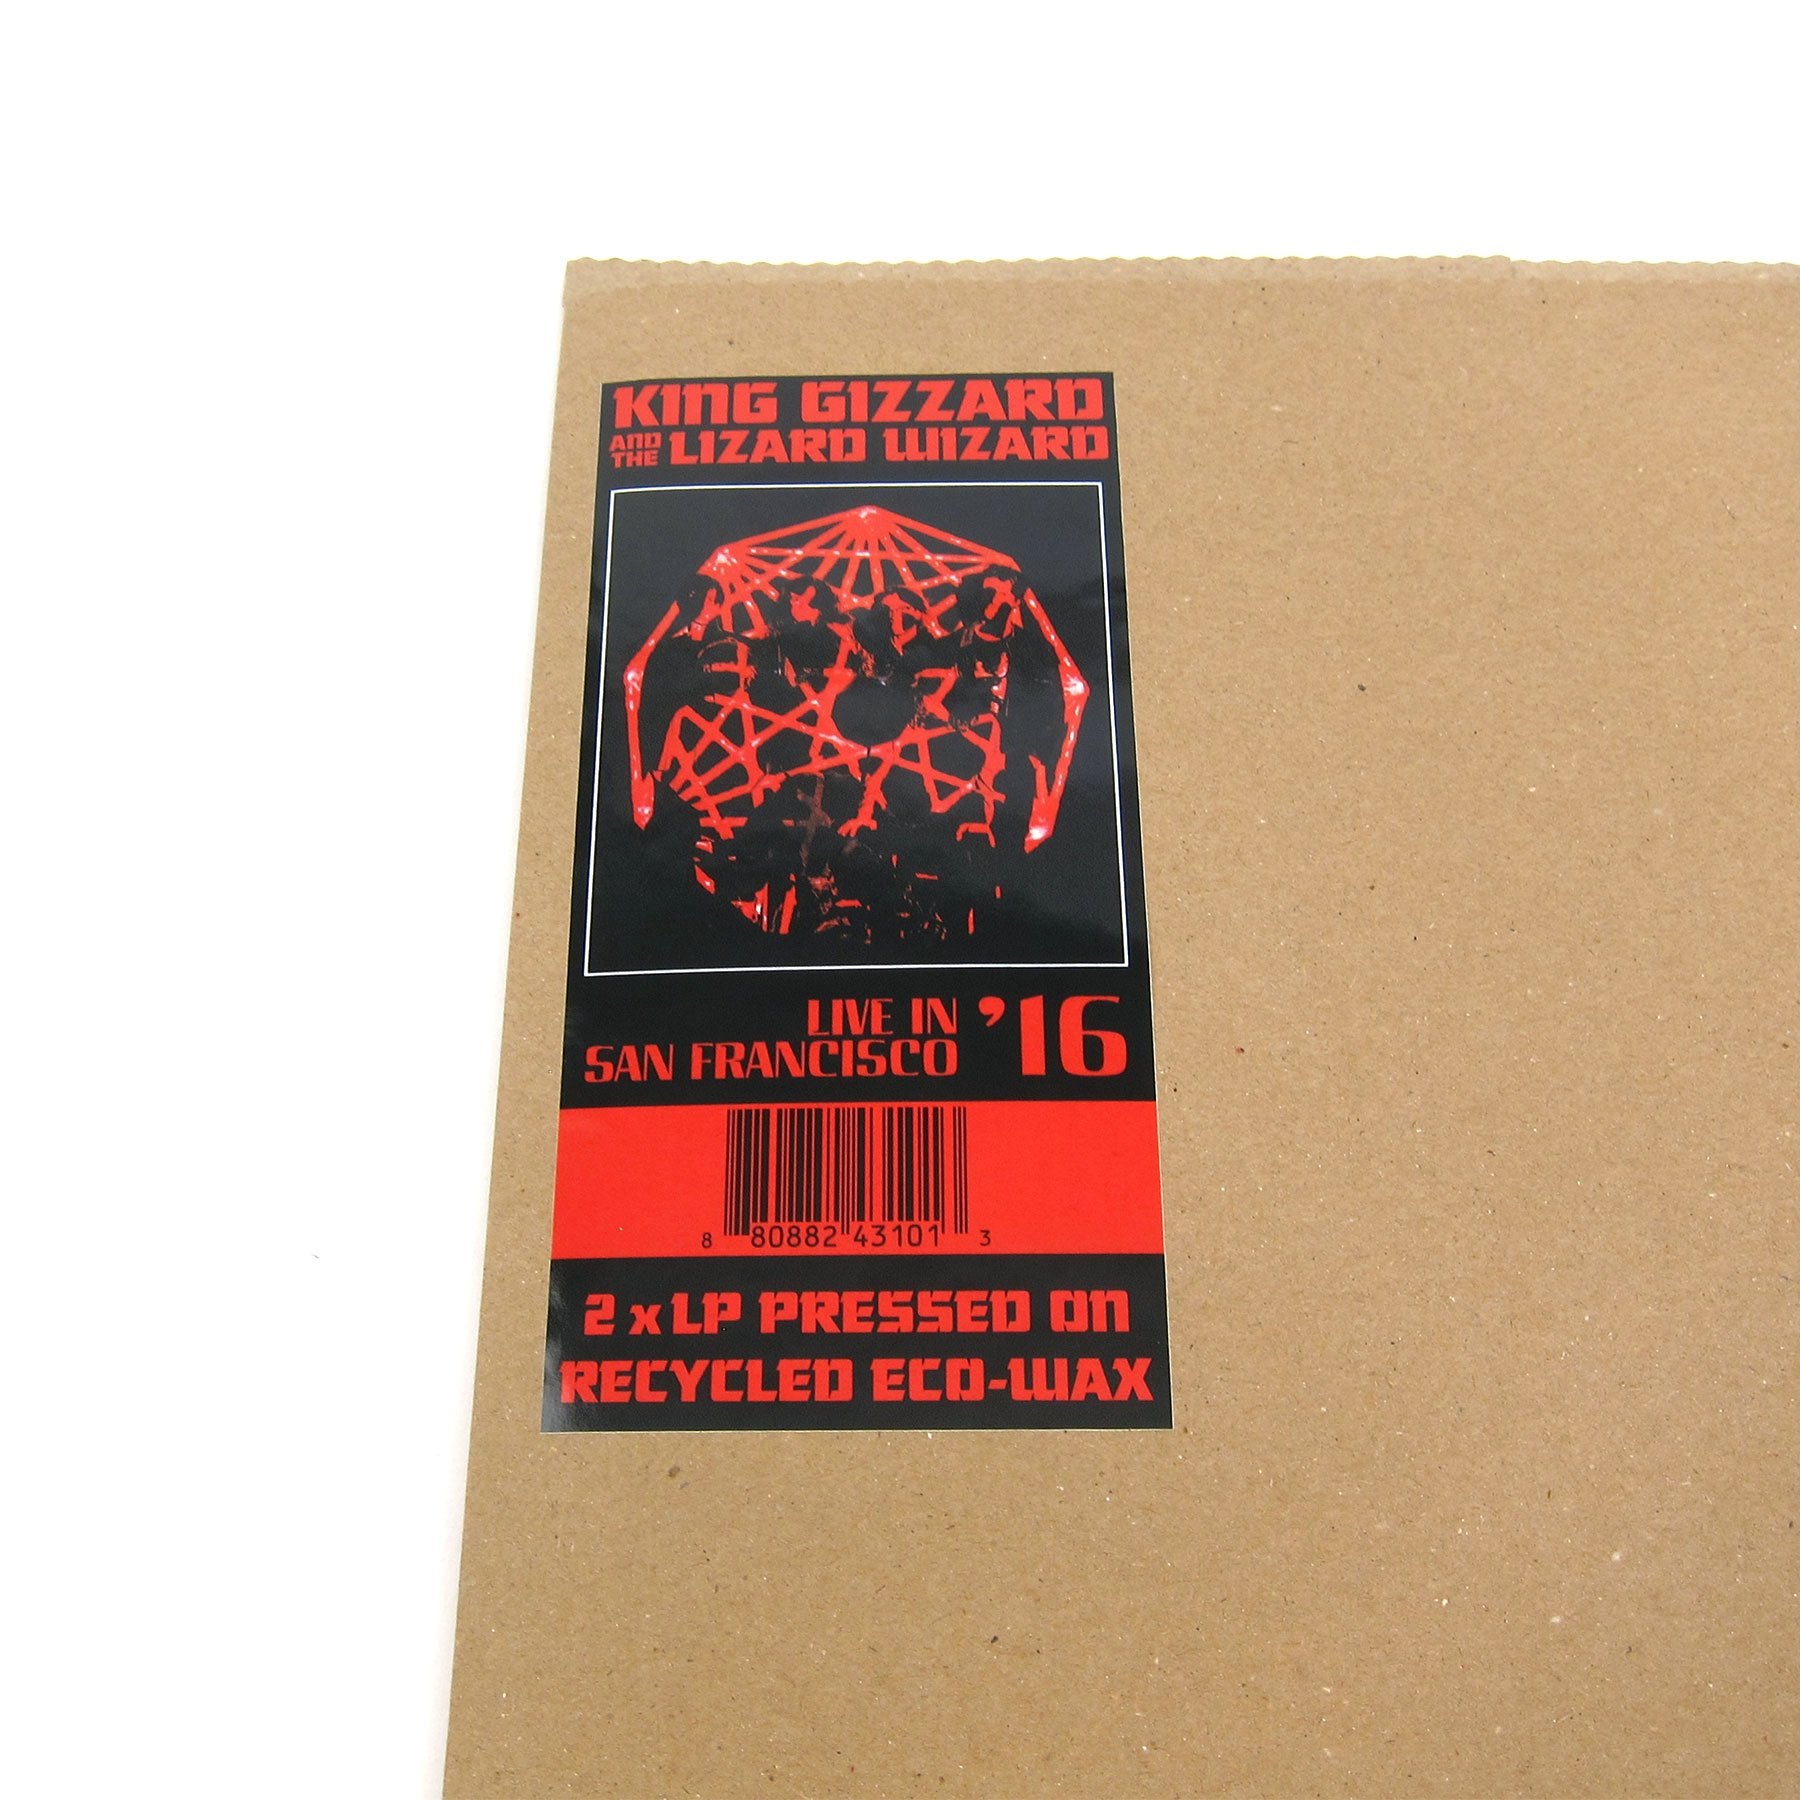 KING GIZZARD
AND THE LIZARD WIZARD
LIVE IN
SAN FRANCISCO '16
8 80882 43101 3
2 x LP PRESSED ON
RECYCLED ECO-WAX